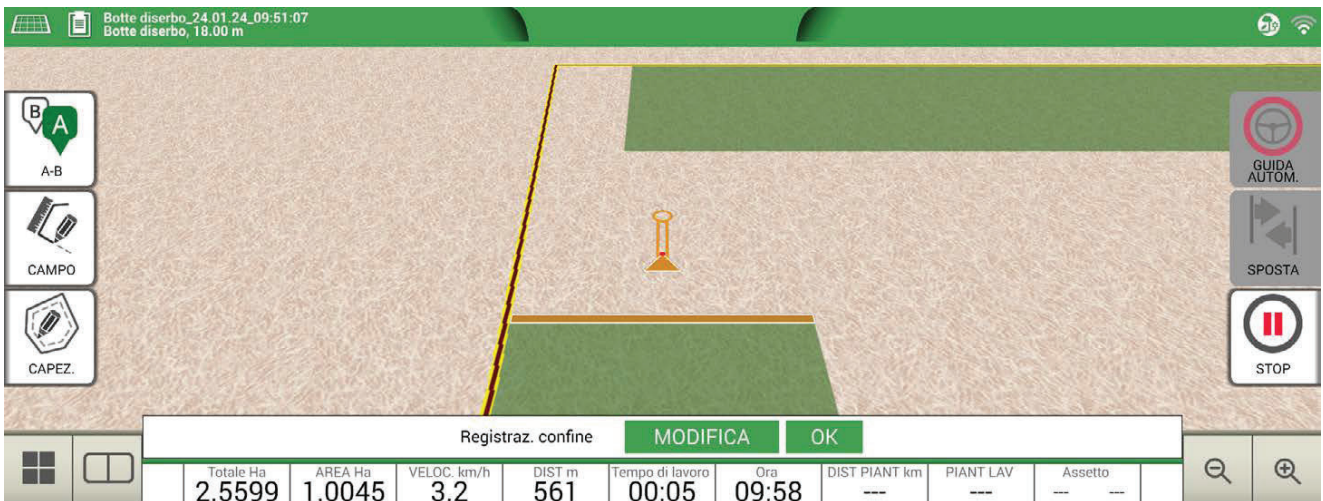 Botte diserbo_24.01.24_09:51:07
Botte diserbo, 18.00 m
B
A
A-B
CAMPO
CAPEZ.
GUIDA
AUTOM.
SPOSTA
STOP
Registraz. confine
MODIFICA
OK
Totale Ha
2.5599
AREA Ha
1.0045
VELOC. km/h
3.2
DIST m
561
Tempo di lavoro
00:05
Ora
09:58
DIST PIANT km
---
PIANT LAV
---
Assetto
--- ---